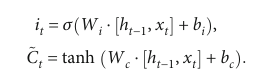 i_t = σ(W_i · [h_{t−1}, x_t] + b_i),
C̃_t = tanh (W_c · [h_{t−1}, x_t] + b_c).